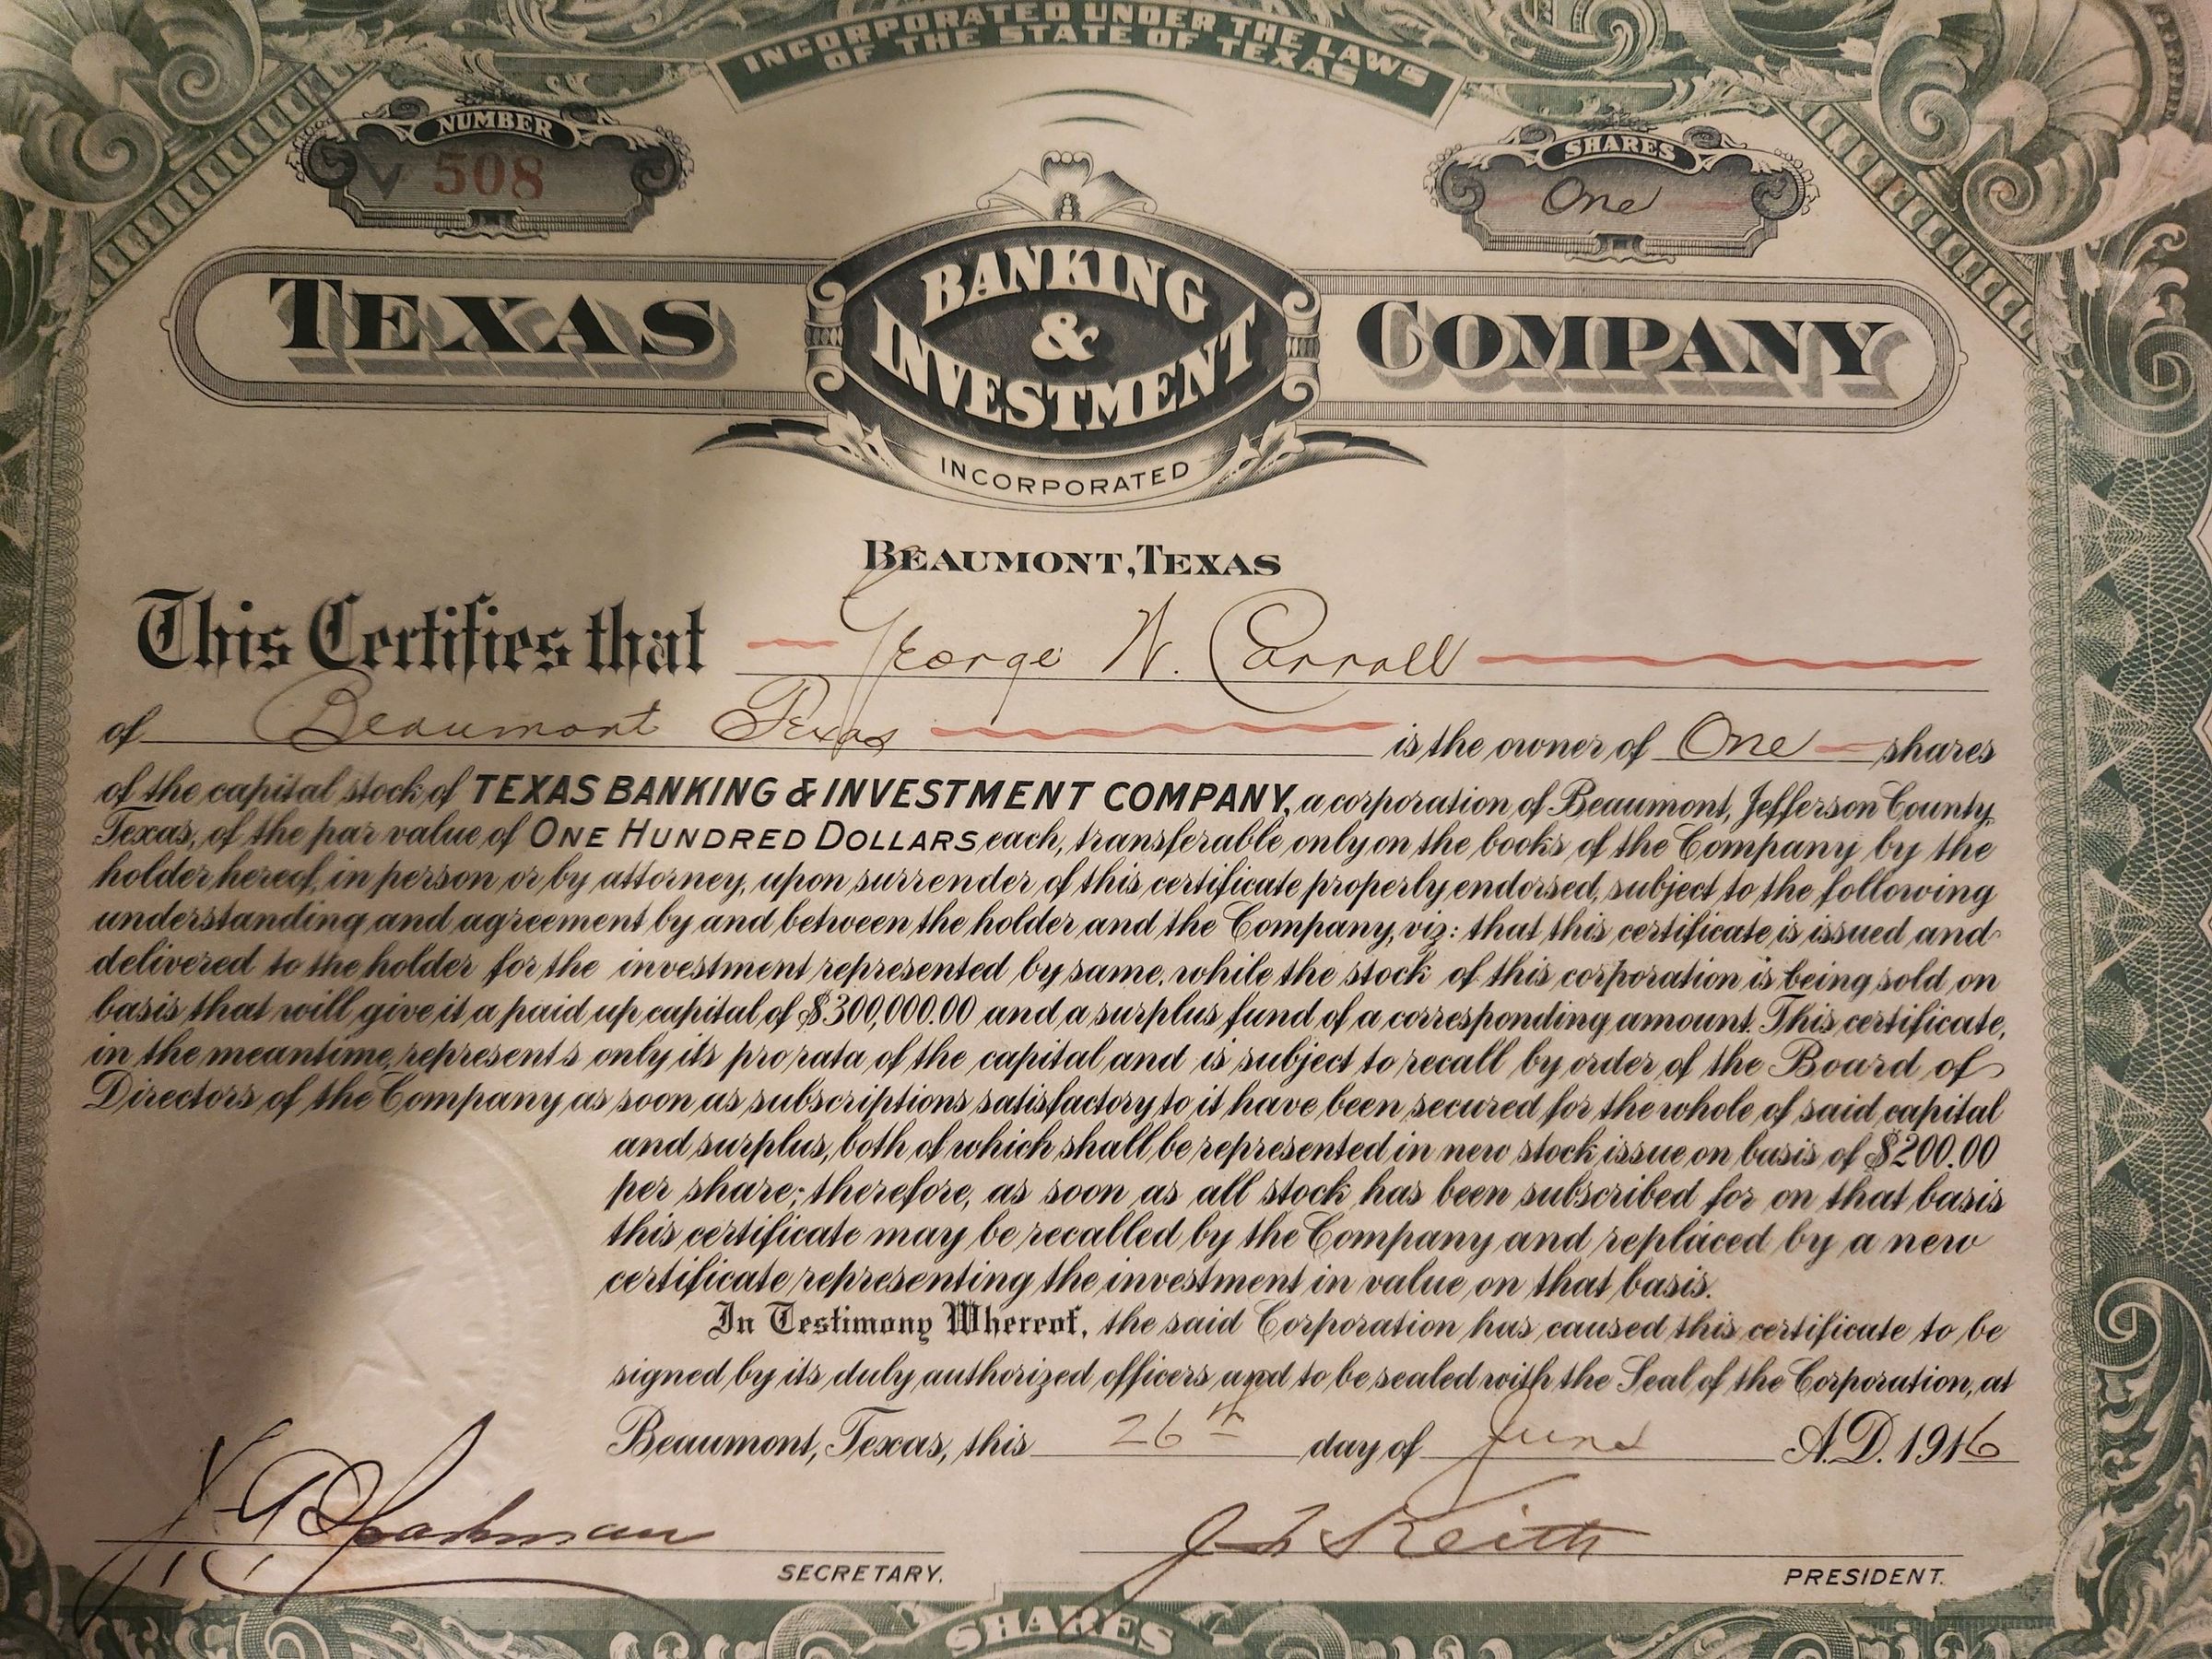 INCORPORATED UNDER THE LAWS
OF THE STATE OF TEXAS
NUMBER
508
SHARES
One
TEXAS BANKING & INVESTMENT COMPANY
INCORPORATED
BEAUMONT, TEXAS
This Certifies that George W. Carroll
of Beaumont Texas is the owner of One shares
of the capital stock of TEXAS BANKING & INVESTMENT COMPANY, a corporation of Beaumont, Jefferson County,
Texas, of the par value of ONE HUNDRED DOLLARS each, transferable only on the books of the Company by the
holder hereof, in person or by attorney, upon surrender of this certificate properly endorsed, subject to the following
understanding and agreement by and between the holder and the Company, viz: that this certificate is issued and
delivered to the holder for the investment represented by same, while the stock of this corporation is being sold on
basis that will give it a paid up capital of $300,000.00 and a surplus fund of a corresponding amount. This certificate,
in the meantime, represents only its pro rata of the capital and is subject to recall by order of the Board of
Directors of the Company as soon as subscriptions satisfactory to it have been secured for the whole of said capital
and surplus, both of which shall be represented in new stock issue on basis of $200.00
per share; therefore, as soon as all stock has been subscribed for on that basis
this certificate may be recalled by the Company and replaced by a new
certificate representing the investment in value on that basis.
In Testimony Whereof, the said Corporation has caused this certificate to be
signed by its duly authorized officers and to be sealed with the Seal of the Corporation, at
Beaumont, Texas, this 26th day of June A.D. 1916
J L Keith
SECRETARY. PRESIDENT.
SHARES